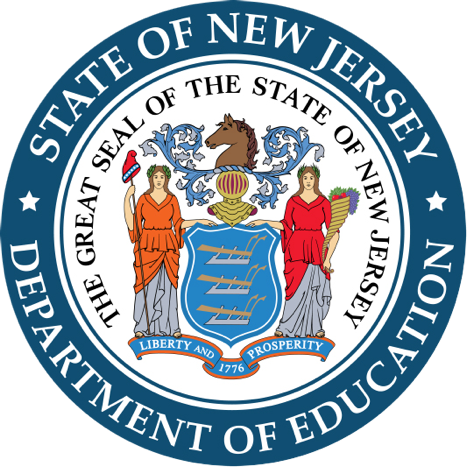 STATE OF NEW JERSEY
THE GREAT SEAL OF THE STATE OF NEW JERSEY
LIBERTY AND
1776
PROSPERITY
DEPARTMENT OF EDUCATION